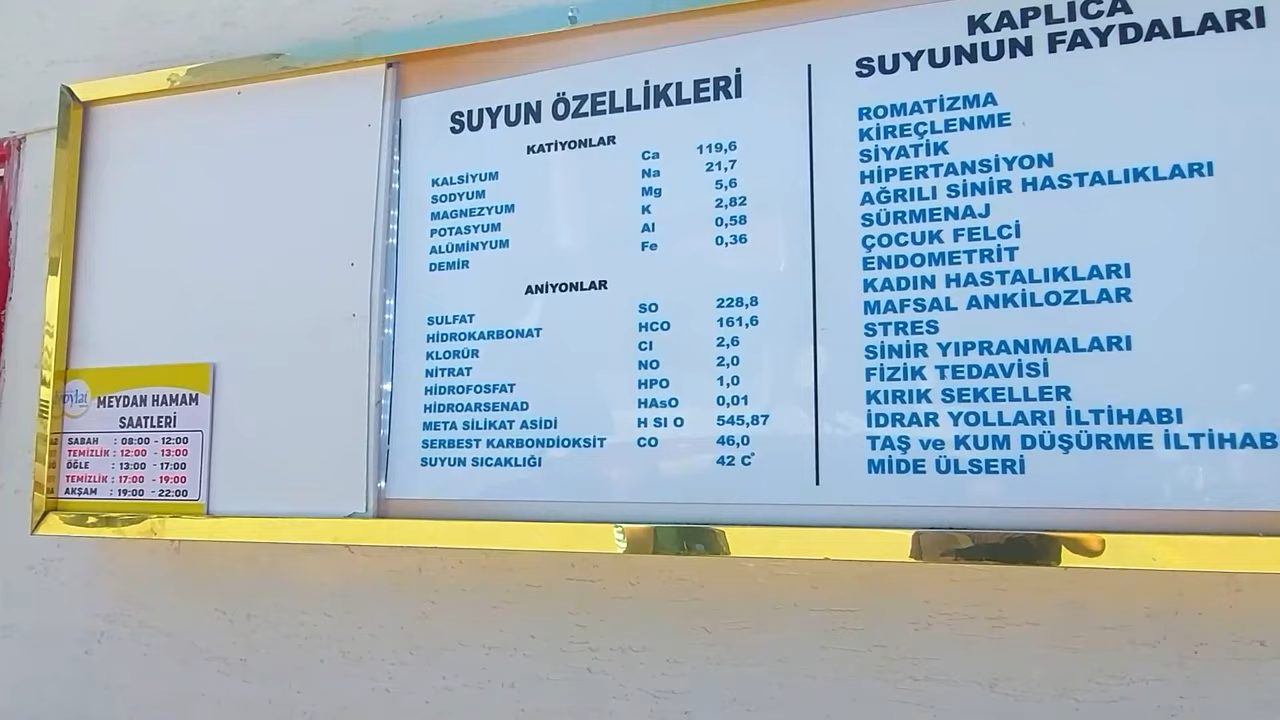 MEYDAN HAMAM
SAATLERİ
SABAH : 08:00 - 12:00
TEMİZLİK : 12:00 - 13:00
ÖĞLE : 13:00 - 17:00
TEMİZLİK : 17:00 - 19:00
AKŞAM : 19:00 - 22:00
SUYUN ÖZELLİKLERİ
KATİYONLAR
KALSİYUM Ca 119,6
SODYUM Na 21,7
MAGNEZYUM Mg 5,6
POTASYUM K 2,82
ALÜMİNYUM Al 0,58
DEMİR Fe 0,36
ANİYONLAR
SULFAT SO 228,8
HİDROKARBONAT HCO 161,6
KLORÜR Cl 2,6
NİTRAT NO 2,0
HİDROFOSFAT HPO 1,0
HİDROARSENAD HAsO 0,01
META SİLİKAT ASİDİ H SI O 545,87
SERBEST KARBONDİOKSİT CO 46,0
SUYUN SICAKLIĞI 42 C°
KAPLICA
SUYUNUN FAYDALARI
ROMATİZMA
KİREÇLENME
SİYATİK
HİPERTANSİYON
AĞRILI SİNİR HASTALIKLARI
SÜRMENAJ
ÇOCUK FELCİ
ENDOMETRİT
KADIN HASTALIKLARI
MAFSAL ANKİLOZLAR
STRES
SİNİR YIPRANMALARI
FİZİK TEDAVİSİ
KIRIK SEKELLER
İDRAR YOLLARI İLTİHABI
TAŞ ve KUM DÜŞÜRME İLTİHAB
MİDE ÜLSERİ